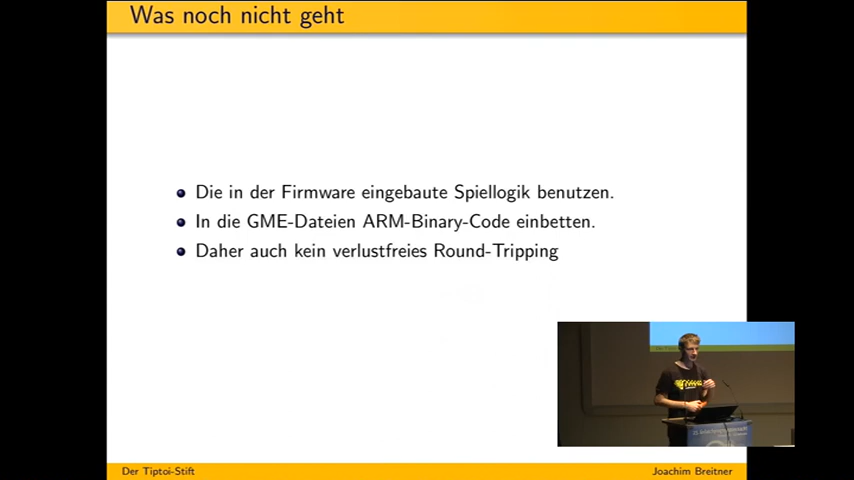 Was noch nicht geht
Die in der Firmware eingebaute Spiellogik benutzen.
In die GME-Dateien ARM-Binary-Code einbetten.
Daher auch kein verlustfreies Round-Tripping
Der Tiptoi-Stift
Joachim Breitner